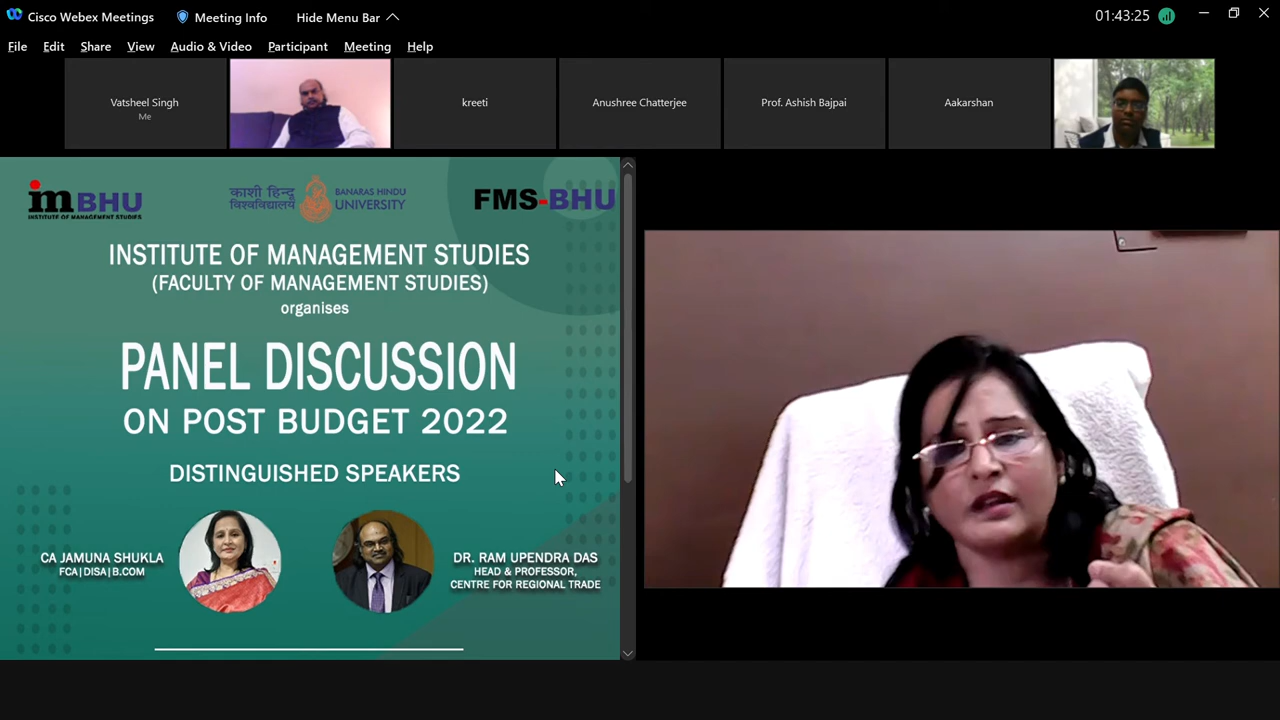 Cisco Webex Meetings
Meeting Info
Hide Menu Bar
01:43:25
File Edit Share View Audio & Video Participant Meeting Help
Vatsheel Singh
Me
kreeti
Anushree Chatterjee
Prof. Ashish Bajpai
Aakarshan
im BHU
INSTITUTE OF MANAGEMENT STUDIES
काशी हिन्दू
विश्वविद्यालय
BANARAS HINDU
UNIVERSITY
FMS-BHU
INSTITUTE OF MANAGEMENT STUDIES
(FACULTY OF MANAGEMENT STUDIES)
organises
PANEL DISCUSSION
ON POST BUDGET 2022
DISTINGUISHED SPEAKERS
CA JAMUNA SHUKLA
FCA|DISA|B.COM
DR. RAM UPENDRA DAS
HEAD & PROFESSOR,
CENTRE FOR REGIONAL TRADE